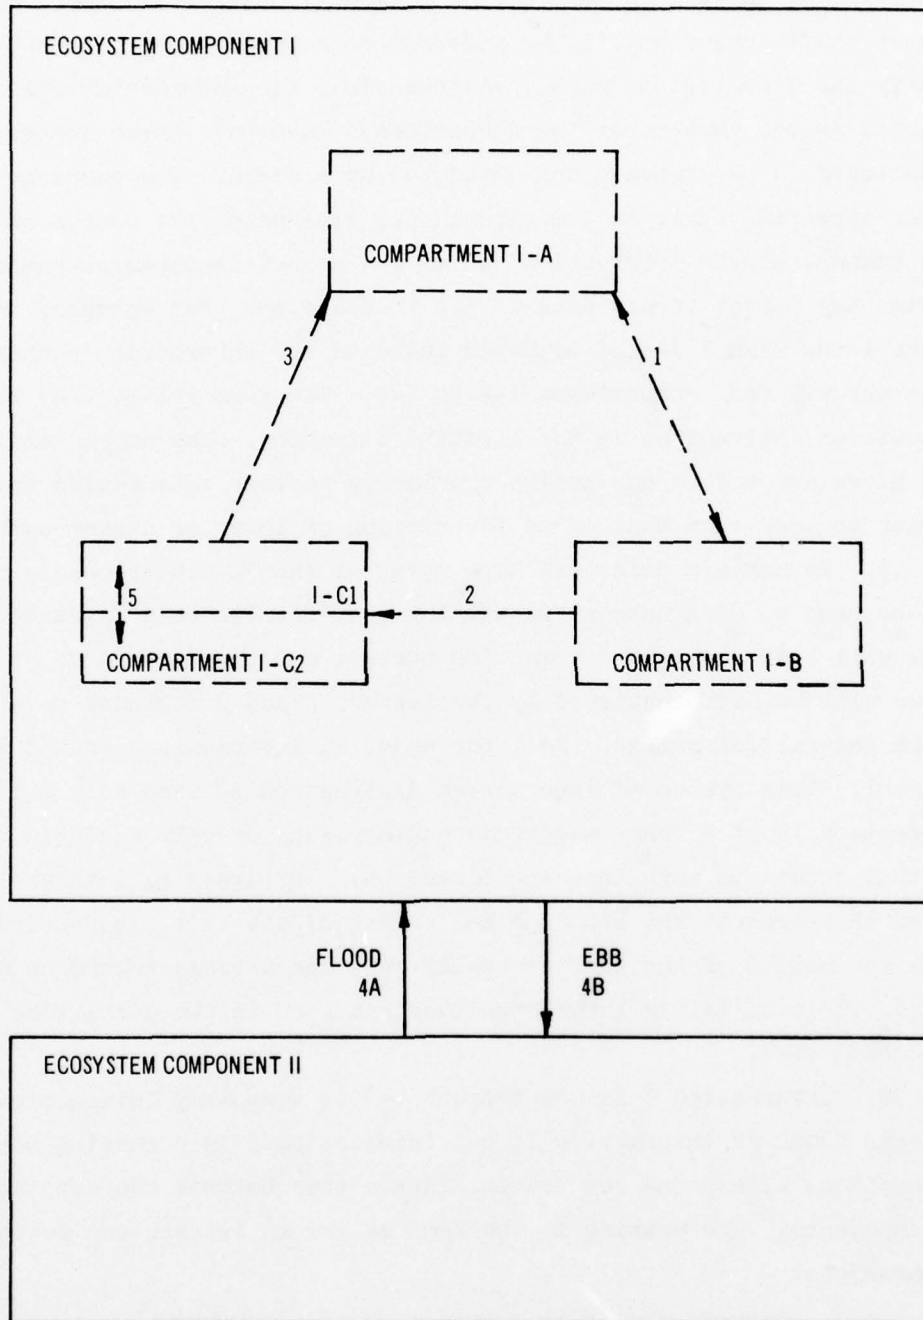 ECOSYSTEM COMPONENT I
COMPARTMENT I-A
3
1
5
I-C1
2
COMPARTMENT I-C2
COMPARTMENT I-B
FLOOD
4A
EBB
4B
ECOSYSTEM COMPONENT II